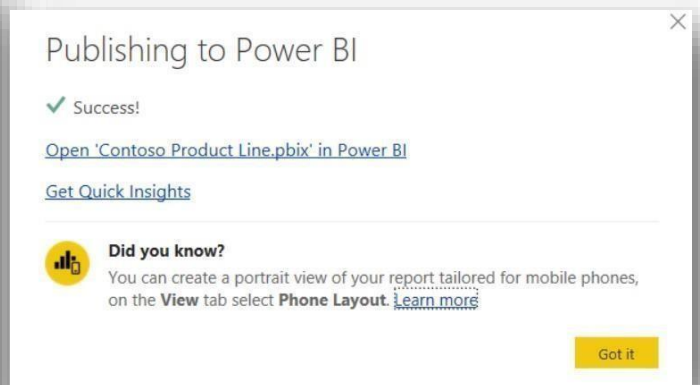 Publishing to Power BI
Success!
Open 'Contoso Product Line.pbix' in Power BI
Get Quick Insights
Did you know?
You can create a portrait view of your report tailored for mobile phones,
on the View tab select Phone Layout. Learn more
Got it